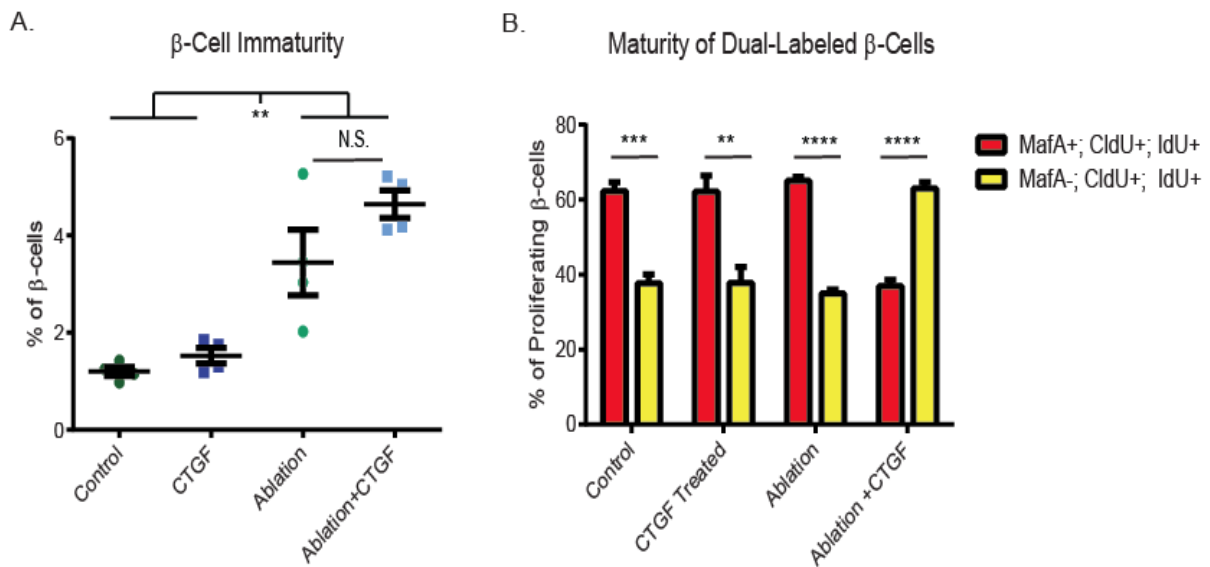 A.
β-Cell Immaturity
**
N.S.
% of β-cells
6
4
2
0
Control
CTGF
Ablation
Ablation+CTGF
B.
Maturity of Dual-Labeled β-Cells
***
**
****
****
MafA+; CldU+; IdU+
MafA-; CldU+; IdU+
% of Proliferating β-cells
80
60
40
20
0
Control
CTGF Treated
Ablation
Ablation +CTGF